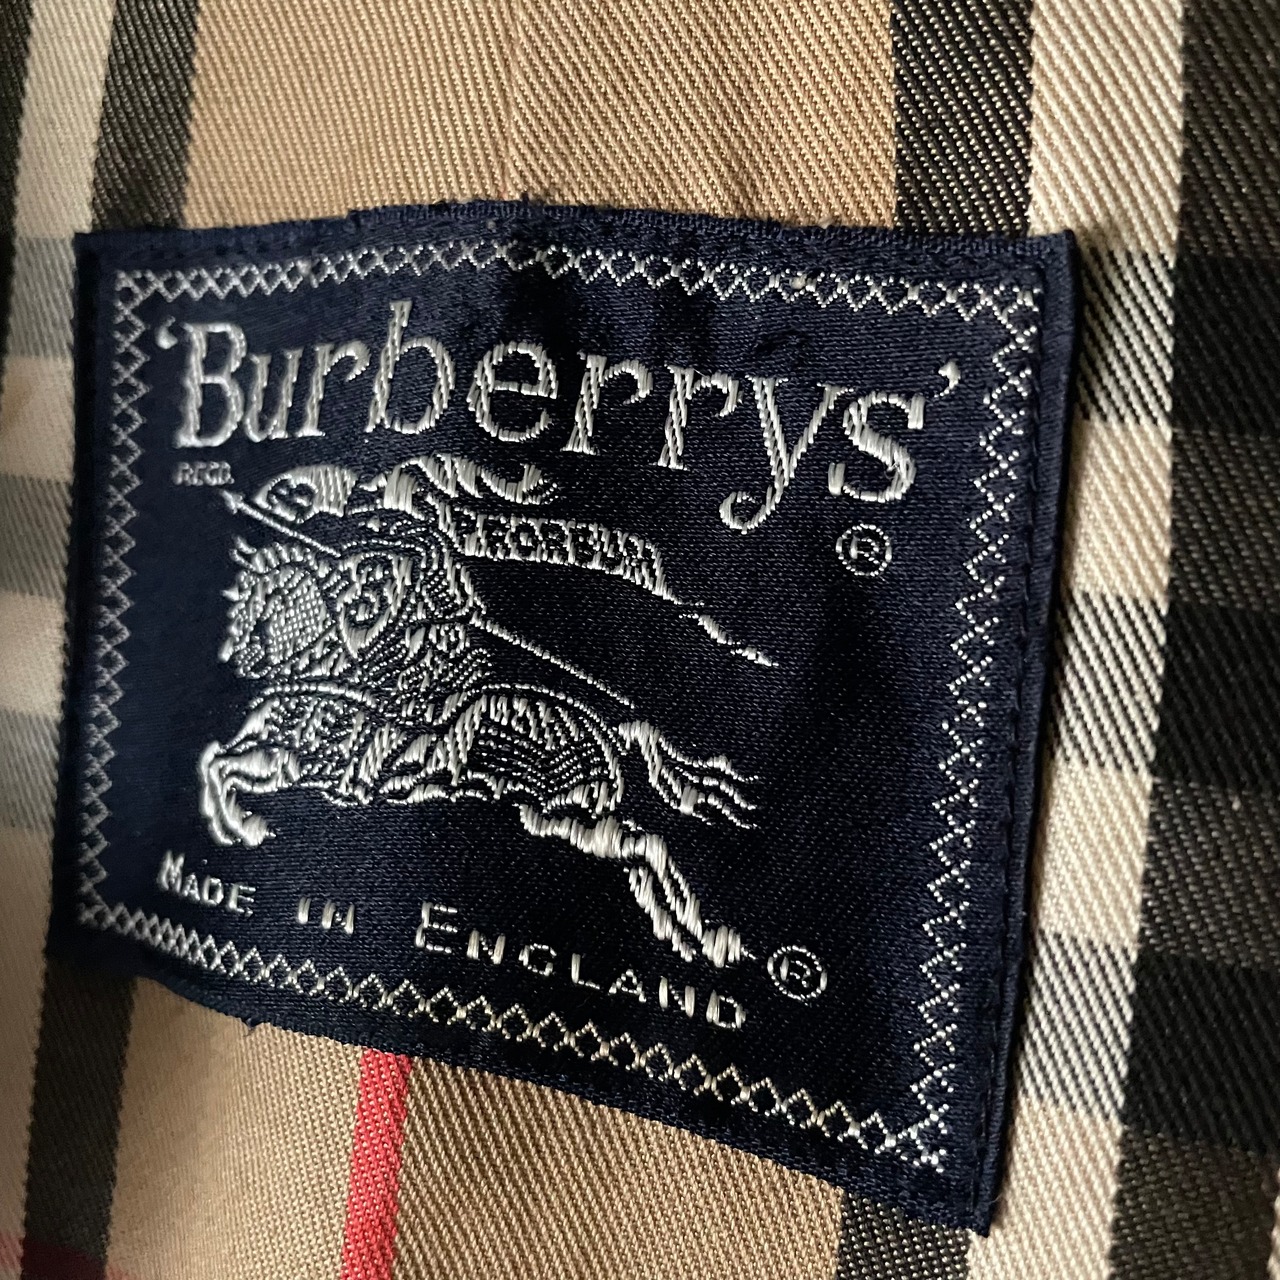 'Burberrys'
REGD.
®
B
PRORSUM
B
MADE IN ENGLAND
®